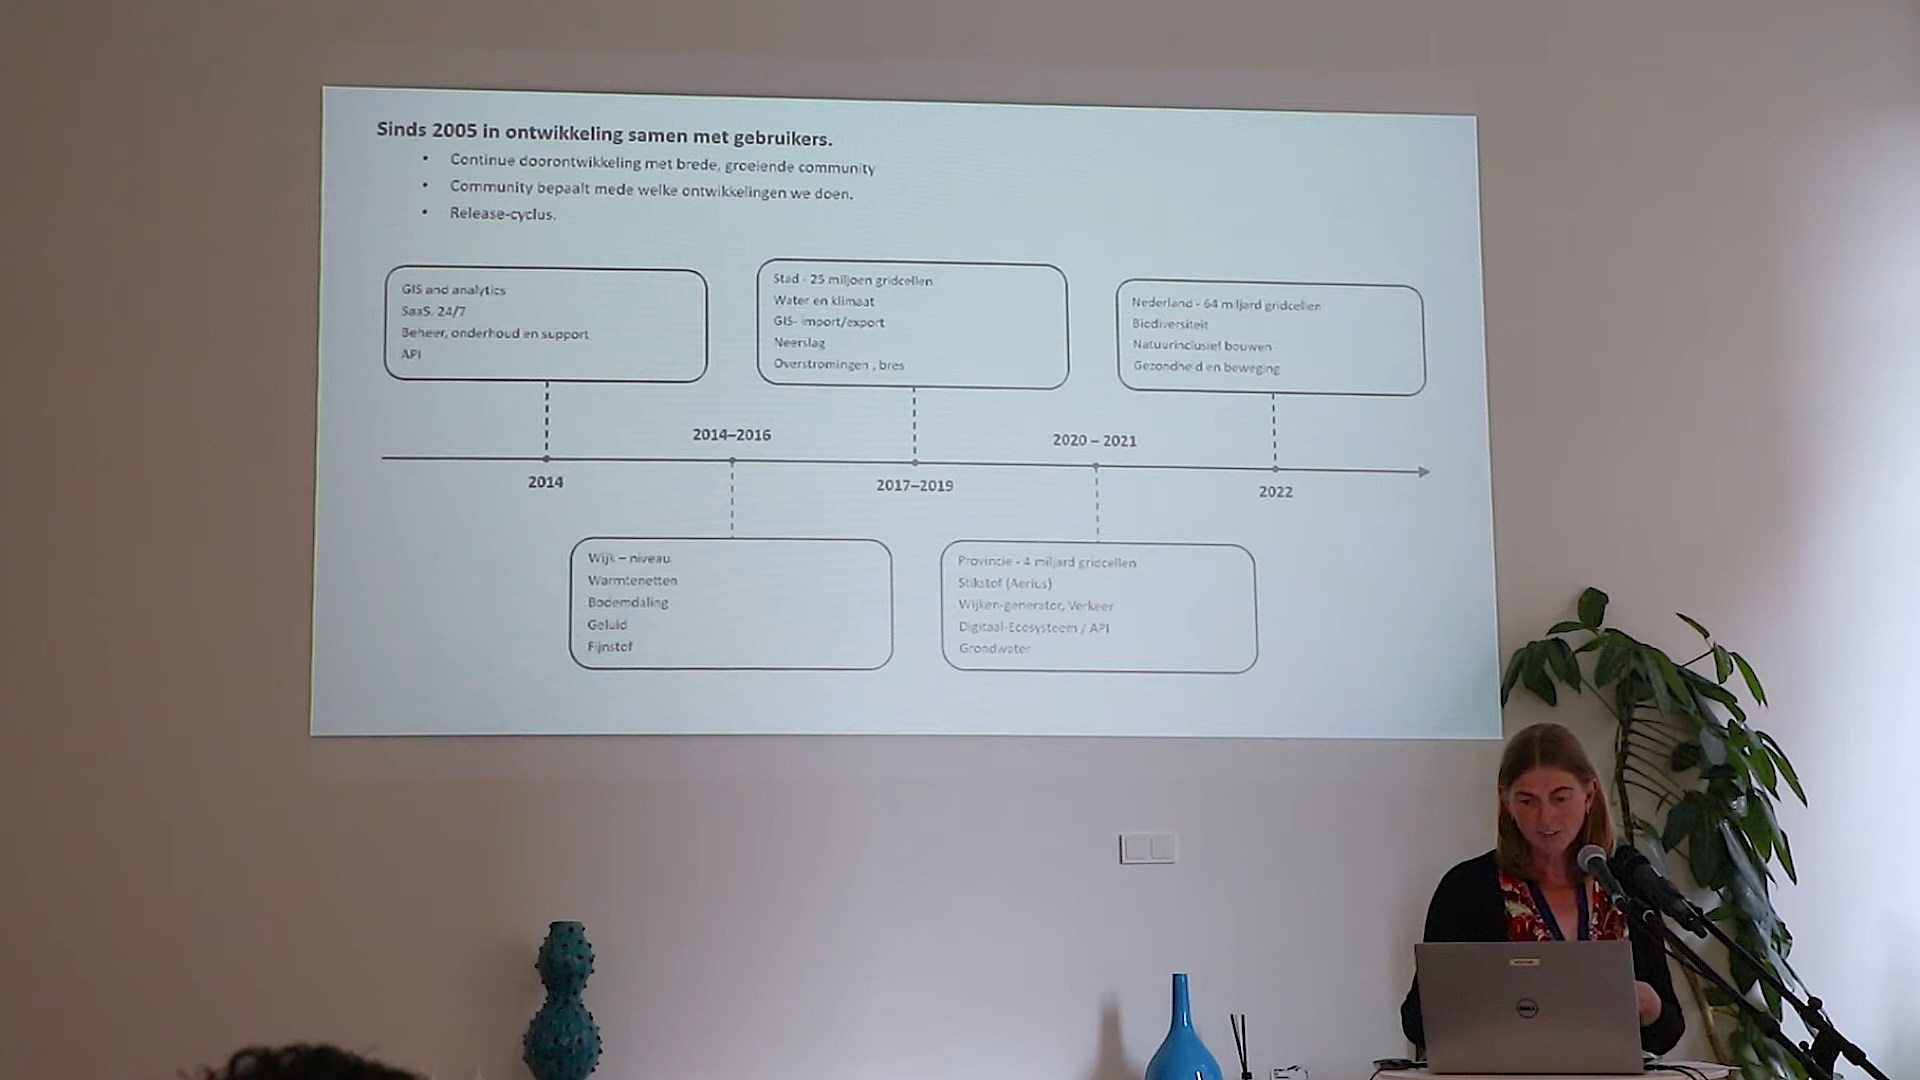 Sinds 2005 in ontwikkeling samen met gebruikers.
• Continue doorontwikkeling met brede, groeiende community
• Community bepaalt mede welke ontwikkelingen we doen.
• Release-cyclus.
GIS and analytics
SaaS. 24/7
Beheer, onderhoud en support
API
Stad - 25 miljoen gridcellen
Water en klimaat
GIS- import/export
Neerslag
Overstromingen , bres
Nederland - 64 miljard gridcellen
Biodiversiteit
Natuurinclusief bouwen
Gezondheid en beweging
2014–2016
2020 – 2021
2014
2017–2019
2022
Wijk – niveau
Warmtenetten
Bodemdaling
Geluid
Fijnstof
Provincie - 4 miljard gridcellen
Stikstof (Aerius)
Wijken-generator, Verkeer
Digitaal-Ecosysteem / API
Grondwater
DELL